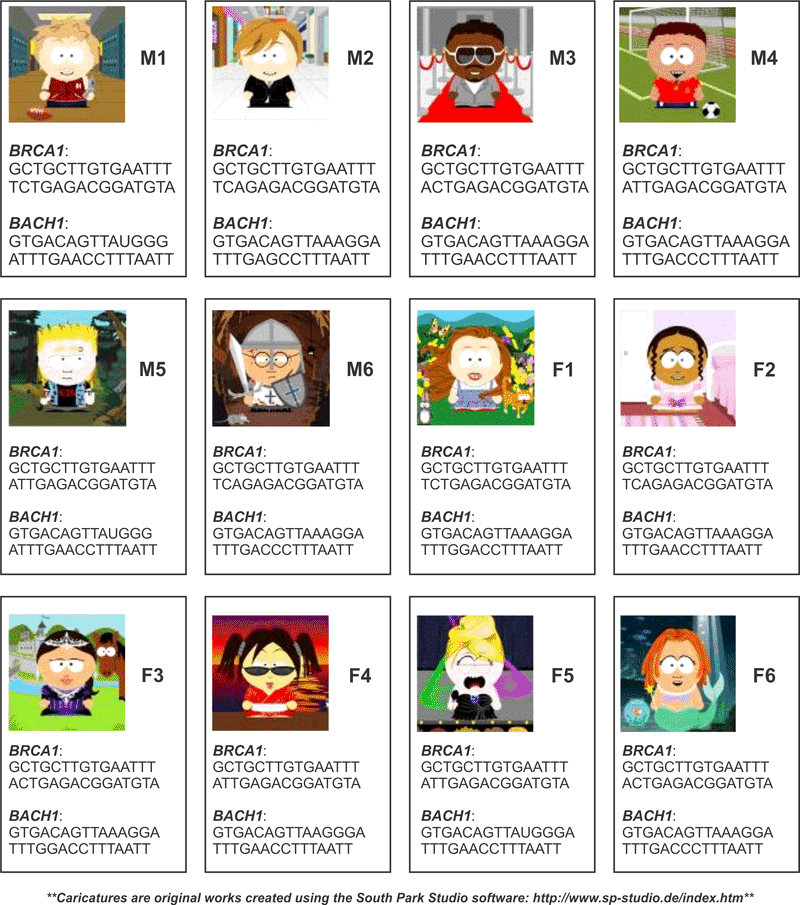 M1
BRCA1:
GCTGCTTGTGAATTT
TCTGAGACGGATGTA
BACH1:
GTGACAGTTAUGGG
ATTTGAACCTTTAATT
M2
BRCA1:
GCTGCTTGTGAATTT
TCAGAGACGGATGTA
BACH1:
GTGACAGTTAAAGGA
TTTGAGCCTTTAATT
M3
BRCA1:
GCTGCTTGTGAATTT
ACTGAGACGGATGTA
BACH1:
GTGACAGTTAAAGGA
TTTGAACCTTTAATT
M4
BRCA1:
GCTGCTTGTGAATTT
ATTGAGACGGATGTA
BACH1:
GTGACAGTTAAAGGA
TTTGACCCTTTAATT
M5
BRCA1:
GCTGCTTGTGAATTT
ATTGAGACGGATGTA
BACH1:
GTGACAGTTAUGGG
ATTTGAACCTTTAATT
M6
BRCA1:
GCTGCTTGTGAATTT
TCAGAGACGGATGTA
BACH1:
GTGACAGTTAAAGGA
TTTGACCCTTTAATT
F1
BRCA1:
GCTGCTTGTGAATTT
TCTGAGACGGATGTA
BACH1:
GTGACAGTTAAAGGA
TTTGGACCTTTAATT
F2
BRCA1:
GCTGCTTGTGAATTT
TCAGAGACGGATGTA
BACH1:
GTGACAGTTAAAGGA
TTTGAACCTTTAATT
F3
BRCA1:
GCTGCTTGTGAATTT
ACTGAGACGGATGTA
BACH1:
GTGACAGTTAAAGGA
TTTGGACCTTTAATT
F4
BRCA1:
GCTGCTTGTGAATTT
ATTGAGACGGATGTA
BACH1:
GTGACAGTTAAGGGA
TTTGAACCTTTAATT
F5
BRCA1:
GCTGCTTGTGAATTT
ATTGAGACGGATGTA
BACH1:
GTGACAGTTAUGGGA
TTTGAACCTTTAATT
F6
BRCA1:
GCTGCTTGTGAATTT
ACTGAGACGGATGTA
BACH1:
GTGACAGTTAAAGGA
TTTGACCCTTTAATT
**Caricatures are original works created using the South Park Studio software: http://www.sp-studio.de/index.htm**